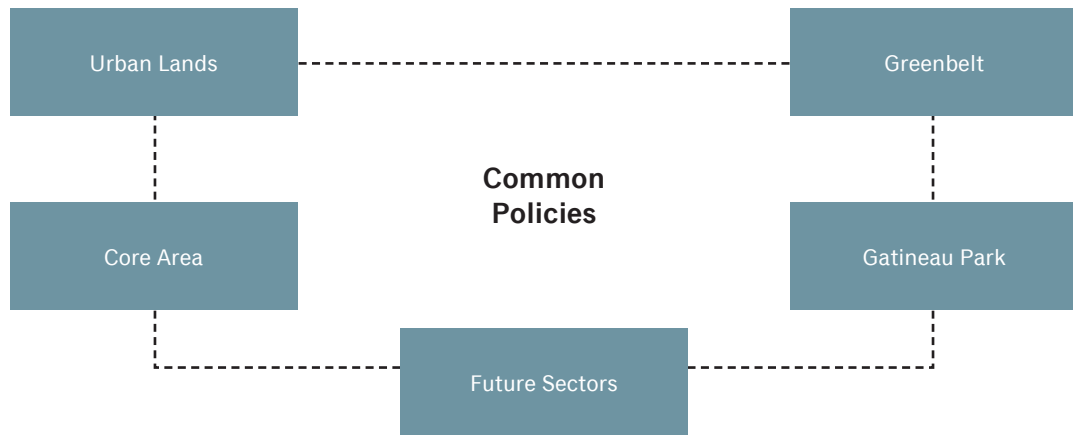 Urban Lands
Greenbelt
Common
Policies
Core Area
Gatineau Park
Future Sectors